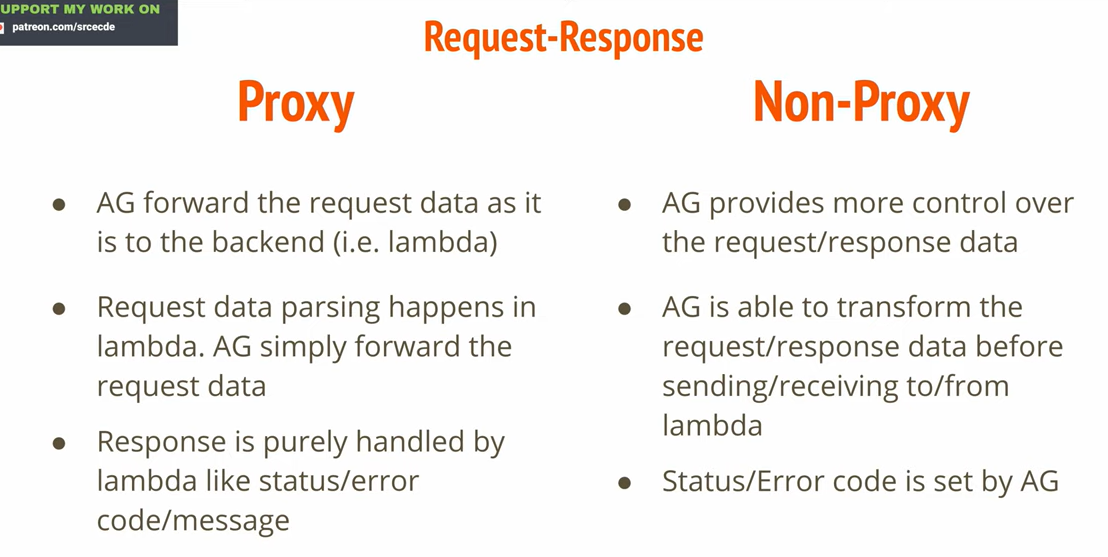 UPPORT MY WORK ON
patreon.com/srcecde
Request-Response
Proxy
● AG forward the request data as it
is to the backend (i.e. lambda)
● Request data parsing happens in
lambda. AG simply forward the
request data
● Response is purely handled by
lambda like status/error
code/message
Non-Proxy
● AG provides more control over
the request/response data
● AG is able to transform the
request/response data before
sending/receiving to/from
lambda
● Status/Error code is set by AG